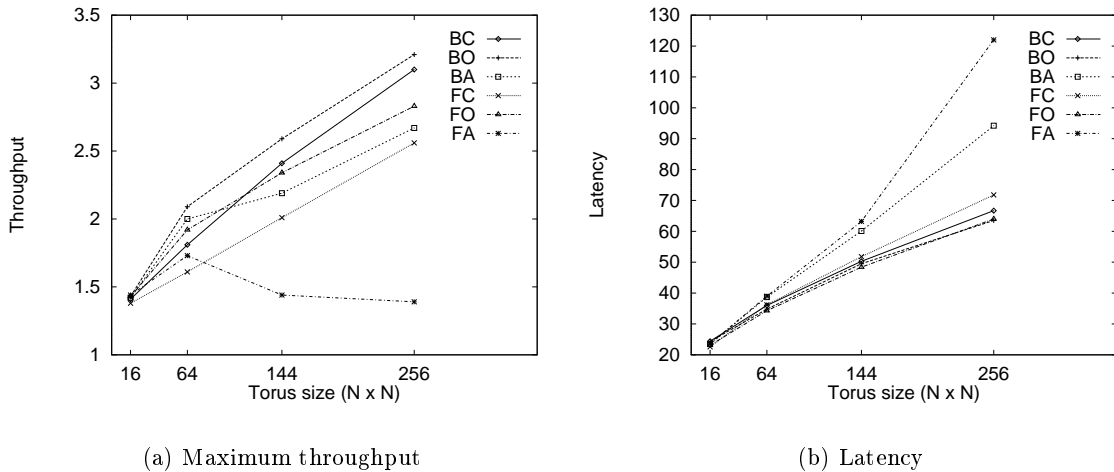 3.5
3
2.5
2
1.5
1
Throughput
BC
BO
BA
FC
FO
FA
16 64 144 256
Torus size (N x N)
(a) Maximum throughput
130
120
110
100
90
80
70
60
50
40
30
20
Latency
BC
BO
BA
FC
FO
FA
16 64 144 256
Torus size (N x N)
(b) Latency